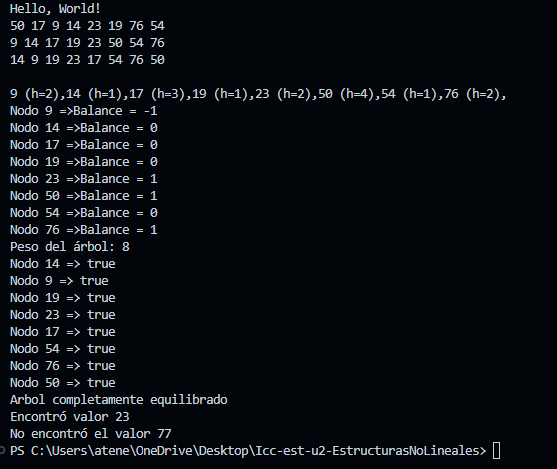 Hello, World!
50 17 9 14 23 19 76 54
9 14 17 19 23 50 54 76
14 9 19 23 17 54 76 50
9 (h=2),14 (h=1),17 (h=3),19 (h=1),23 (h=2),50 (h=4),54 (h=1),76 (h=2),
Nodo 9 =>Balance = -1
Nodo 14 =>Balance = 0
Nodo 17 =>Balance = 0
Nodo 19 =>Balance = 0
Nodo 23 =>Balance = 1
Nodo 50 =>Balance = 1
Nodo 54 =>Balance = 0
Nodo 76 =>Balance = 1
Peso del árbol: 8
Nodo 14 => true
Nodo 9 => true
Nodo 19 => true
Nodo 23 => true
Nodo 17 => true
Nodo 54 => true
Nodo 76 => true
Nodo 50 => true
Arbol completamente equilibrado
Encontró valor 23
No encontró el valor 77
PS C:\Users\atene\OneDrive\Desktop\Icc-est-u2-EstructurasNoLineales>